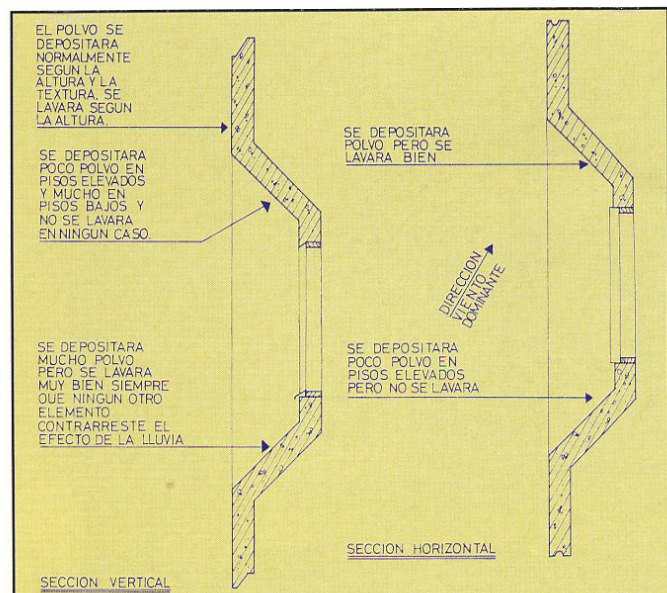 EL POLVO SE
DEPOSITARA
NORMALMENTE
SEGUN LA
ALTURA Y LA
TEXTURA, SE
LAVARA SEGUN
LA ALTURA.
SE DEPOSITARA
POCO POLVO EN
PISOS ELEVADOS
Y MUCHO EN
PISOS BAJOS Y
NO SE LAVARA
EN NINGUN CASO.
SE DEPOSITARA
MUCHO POLVO
PERO SE LAVARA
MUY BIEN SIEMPRE
QUE NINGUN OTRO
ELEMENTO
CONTRARRESTE EL
EFECTO DE LA LLUVIA
SECCION VERTICAL
SE DEPOSITARA
POLVO PERO SE
LAVARA BIEN
DIRECCION
VIENTO
DOMINANTE
SE DEPOSITARA
POCO POLVO EN
PISOS ELEVADOS
PERO NO SE LAVARA
SECCION HORIZONTAL